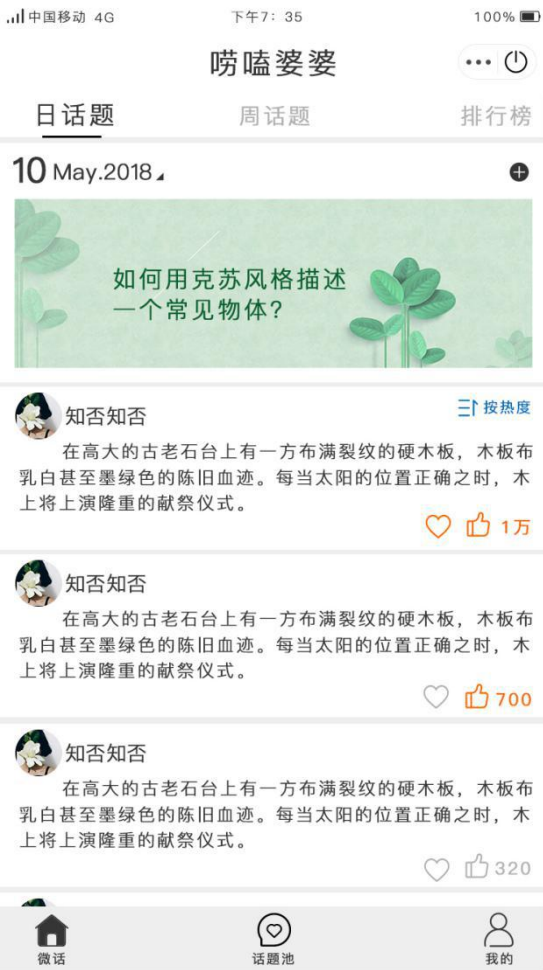 中国移动 4G 下午7：35 100%
唠嗑婆婆
日话题 周话题 排行榜
10 May.2018
如何用克苏风格描述
一个常见物体?
知否知否 按热度
在高大的古老石台上有一方布满裂纹的硬木板，木板布
乳白甚至墨绿色的陈旧血迹。每当太阳的位置正确之时，木
上将上演隆重的献祭仪式。
1万
知否知否
在高大的古老石台上有一方布满裂纹的硬木板，木板布
乳白甚至墨绿色的陈旧血迹。每当太阳的位置正确之时，木
上将上演隆重的献祭仪式。
700
知否知否
在高大的古老石台上有一方布满裂纹的硬木板，木板布
乳白甚至墨绿色的陈旧血迹。每当太阳的位置正确之时，木
上将上演隆重的献祭仪式。
320
微话 话题池 我的